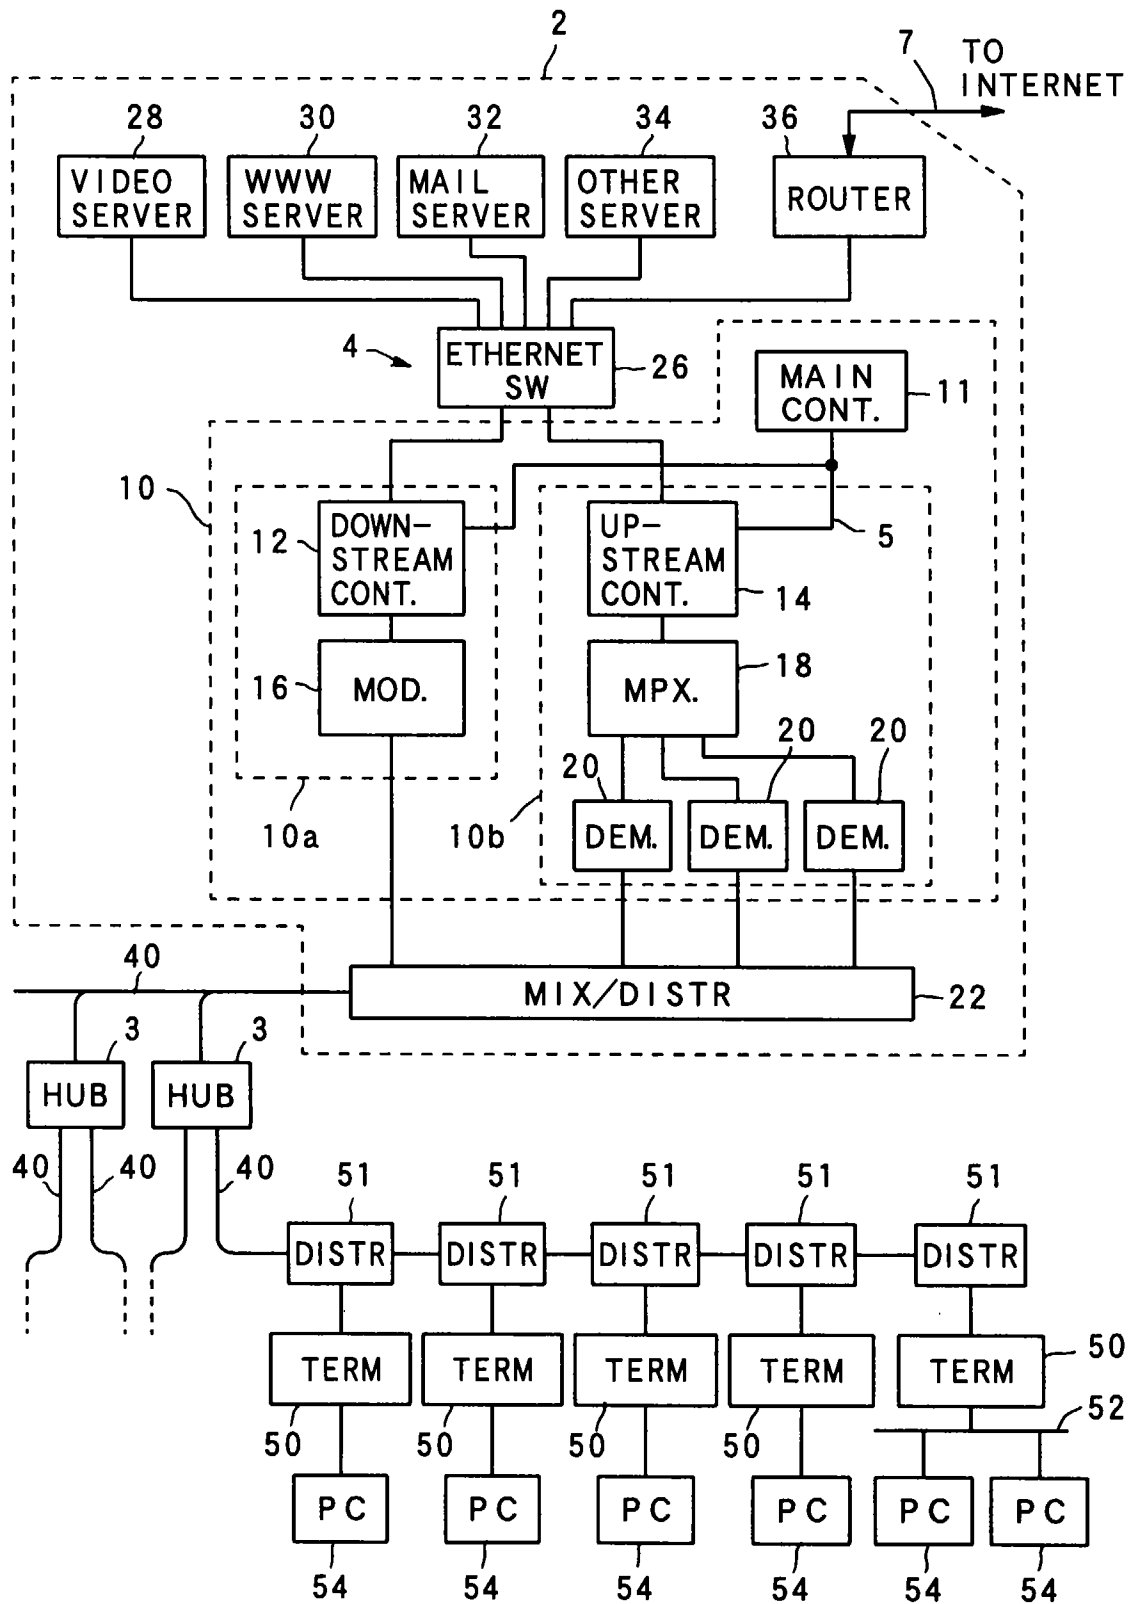 2
7
TO
INTERNET
28
30
32
34
36
VIDEO
SERVER
WWW
SERVER
MAIL
SERVER
OTHER
SERVER
ROUTER
4
ETHERNET
SW
26
MAIN
CONT.
11
10
12
DOWN-
STREAM
CONT.
UP-
STREAM
CONT.
5
14
16
MOD.
MPX.
18
20
20
20
10a
10b
DEM.
DEM.
DEM.
40
MIX/DISTR
22
3
3
HUB
HUB
40
40
40
51
51
51
51
51
DISTR
DISTR
DISTR
DISTR
DISTR
TERM
TERM
TERM
TERM
TERM
50
50
50
50
50
52
PC
PC
PC
PC
PC
PC
54
54
54
54
54
54